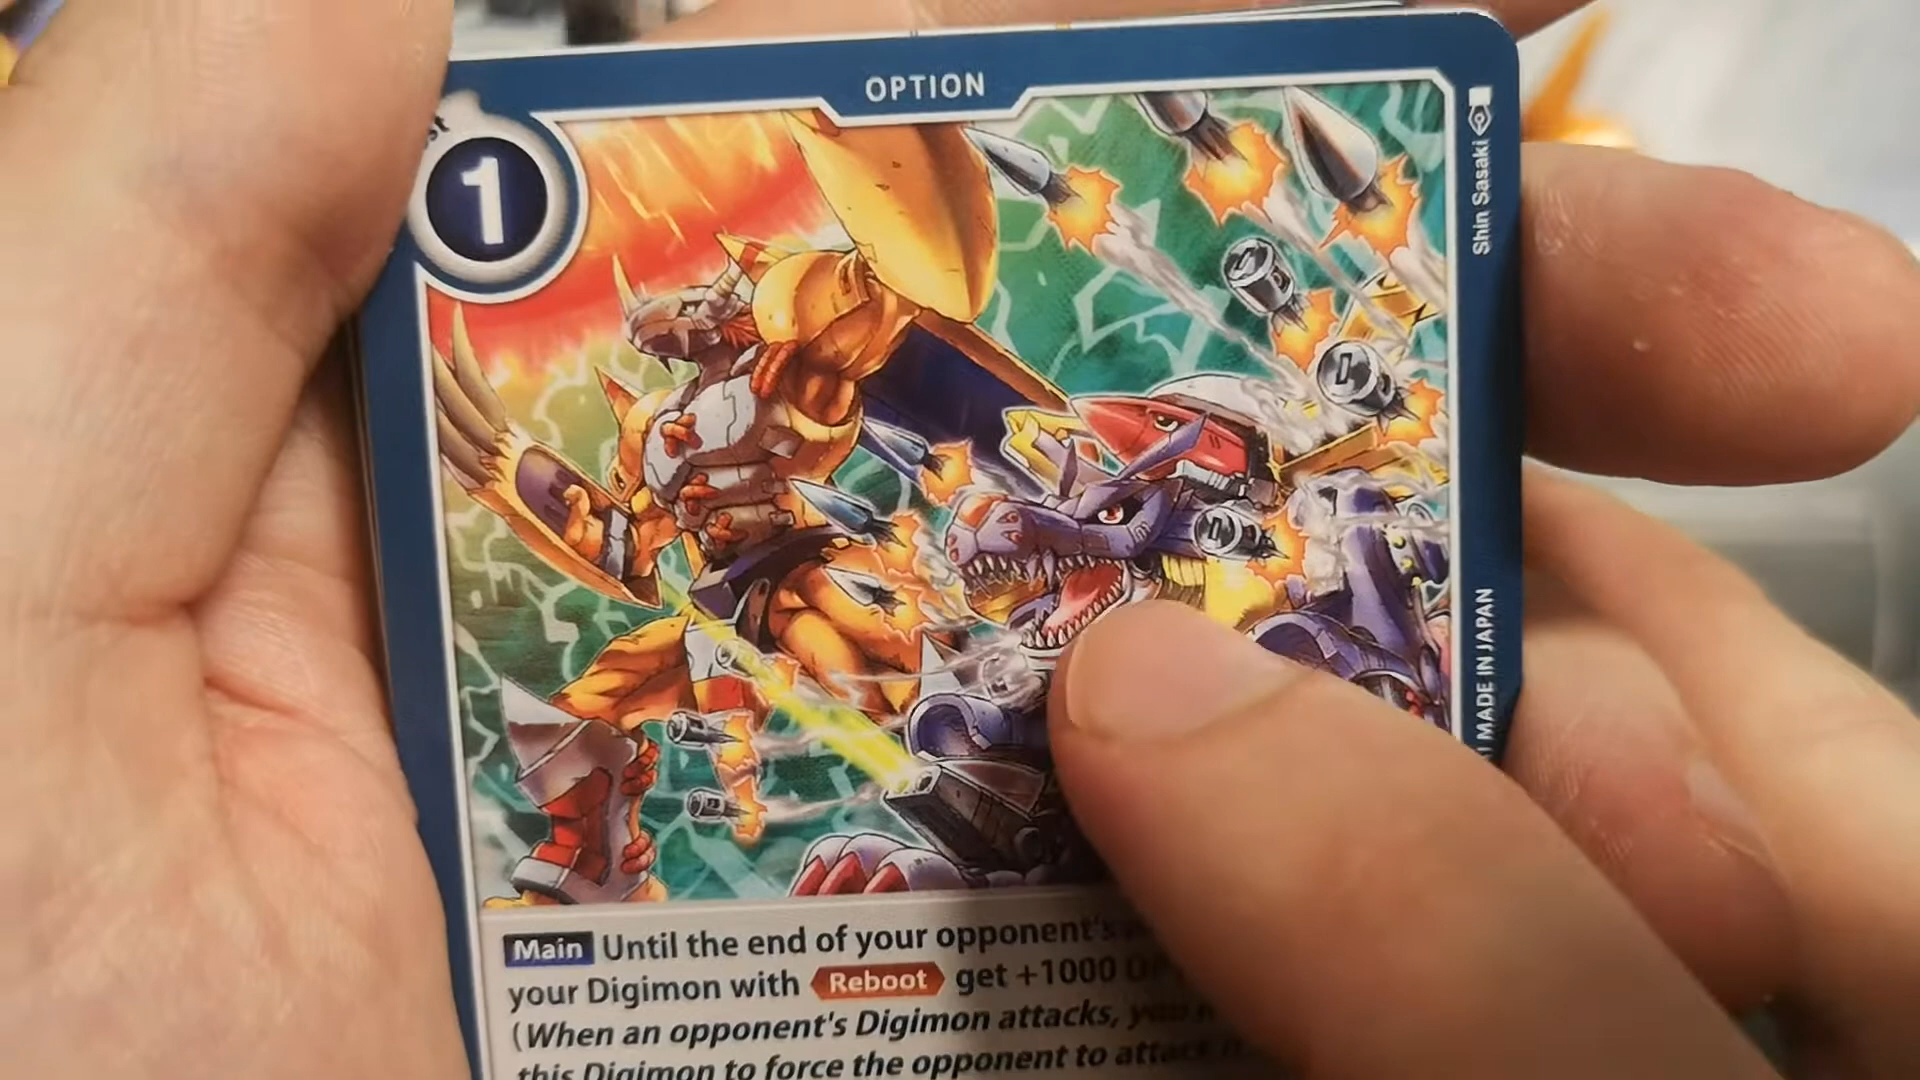 OPTION
1
Shin Sasaki
MADE IN JAPAN
Main Until the end of your opponent's
your Digimon with Reboot get +1000
(When an opponent's Digimon attacks,
this Digimon to force the opponent to attack